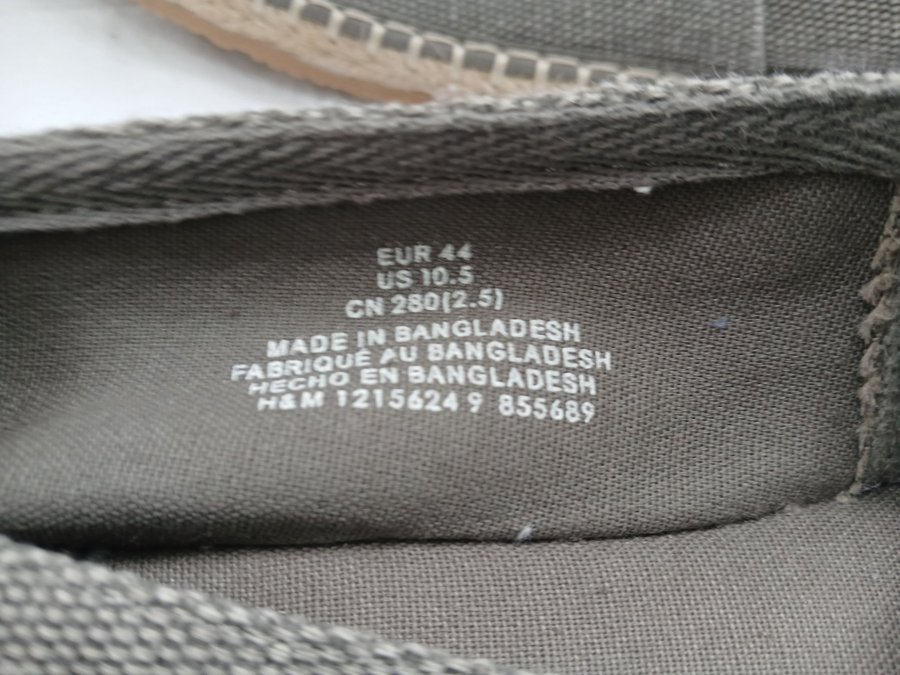 EUR 44
US 10.5
CN 280(2.5)
MADE IN BANGLADESH
FABRIQUÉ AU BANGLADESH
HECHO EN BANGLADESH
H&M 1215624 9 855689